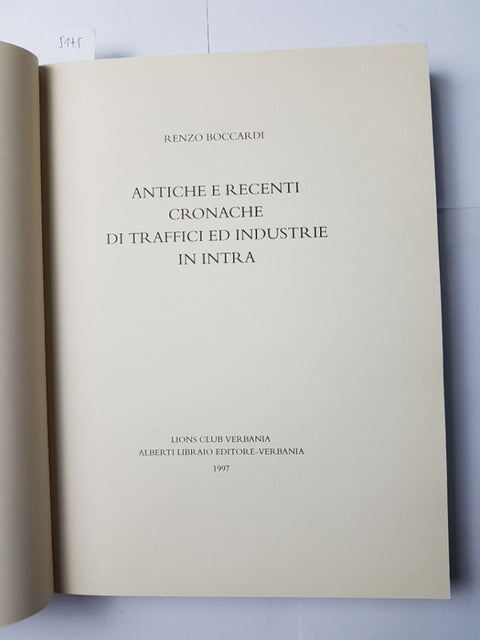 5175
RENZO BOCCARDI
ANTICHE E RECENTI
CRONACHE
DI TRAFFICI ED INDUSTRIE
IN INTRA
LIONS CLUB VERBANIA
ALBERTI LIBRAIO EDITORE-VERBANIA
1997